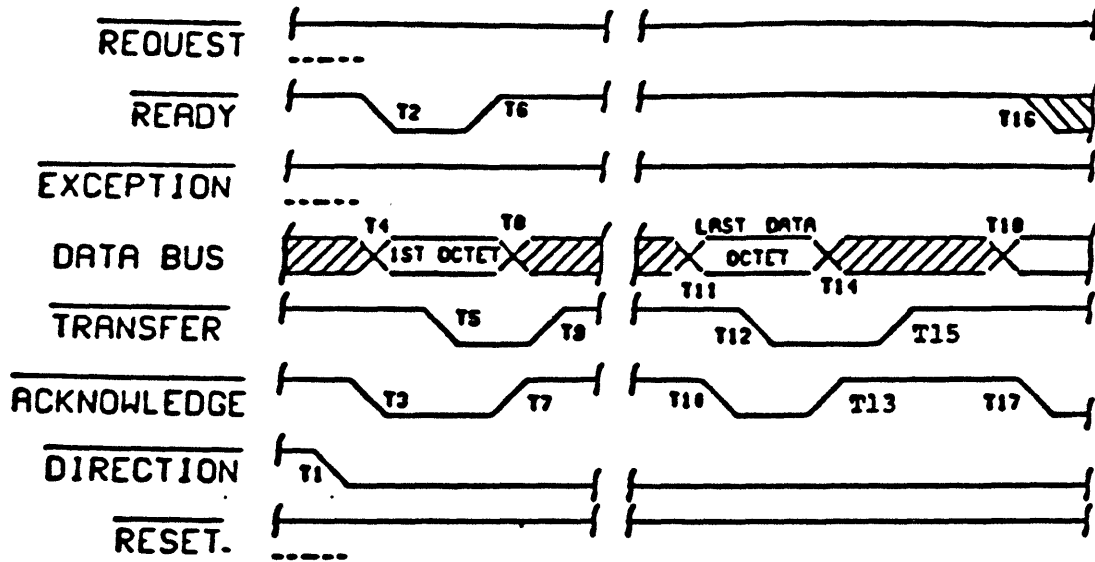 REQUEST
READY T2 T6 T16
EXCEPTION
T4 T8 LAST DATA T18
DATA BUS 1ST OCTET OCTET
T11 T14
TRANSFER T5 T9 T12 T15
ACKNOWLEDGE T3 T7 T10 T13 T17
DIRECTION T1
RESET.